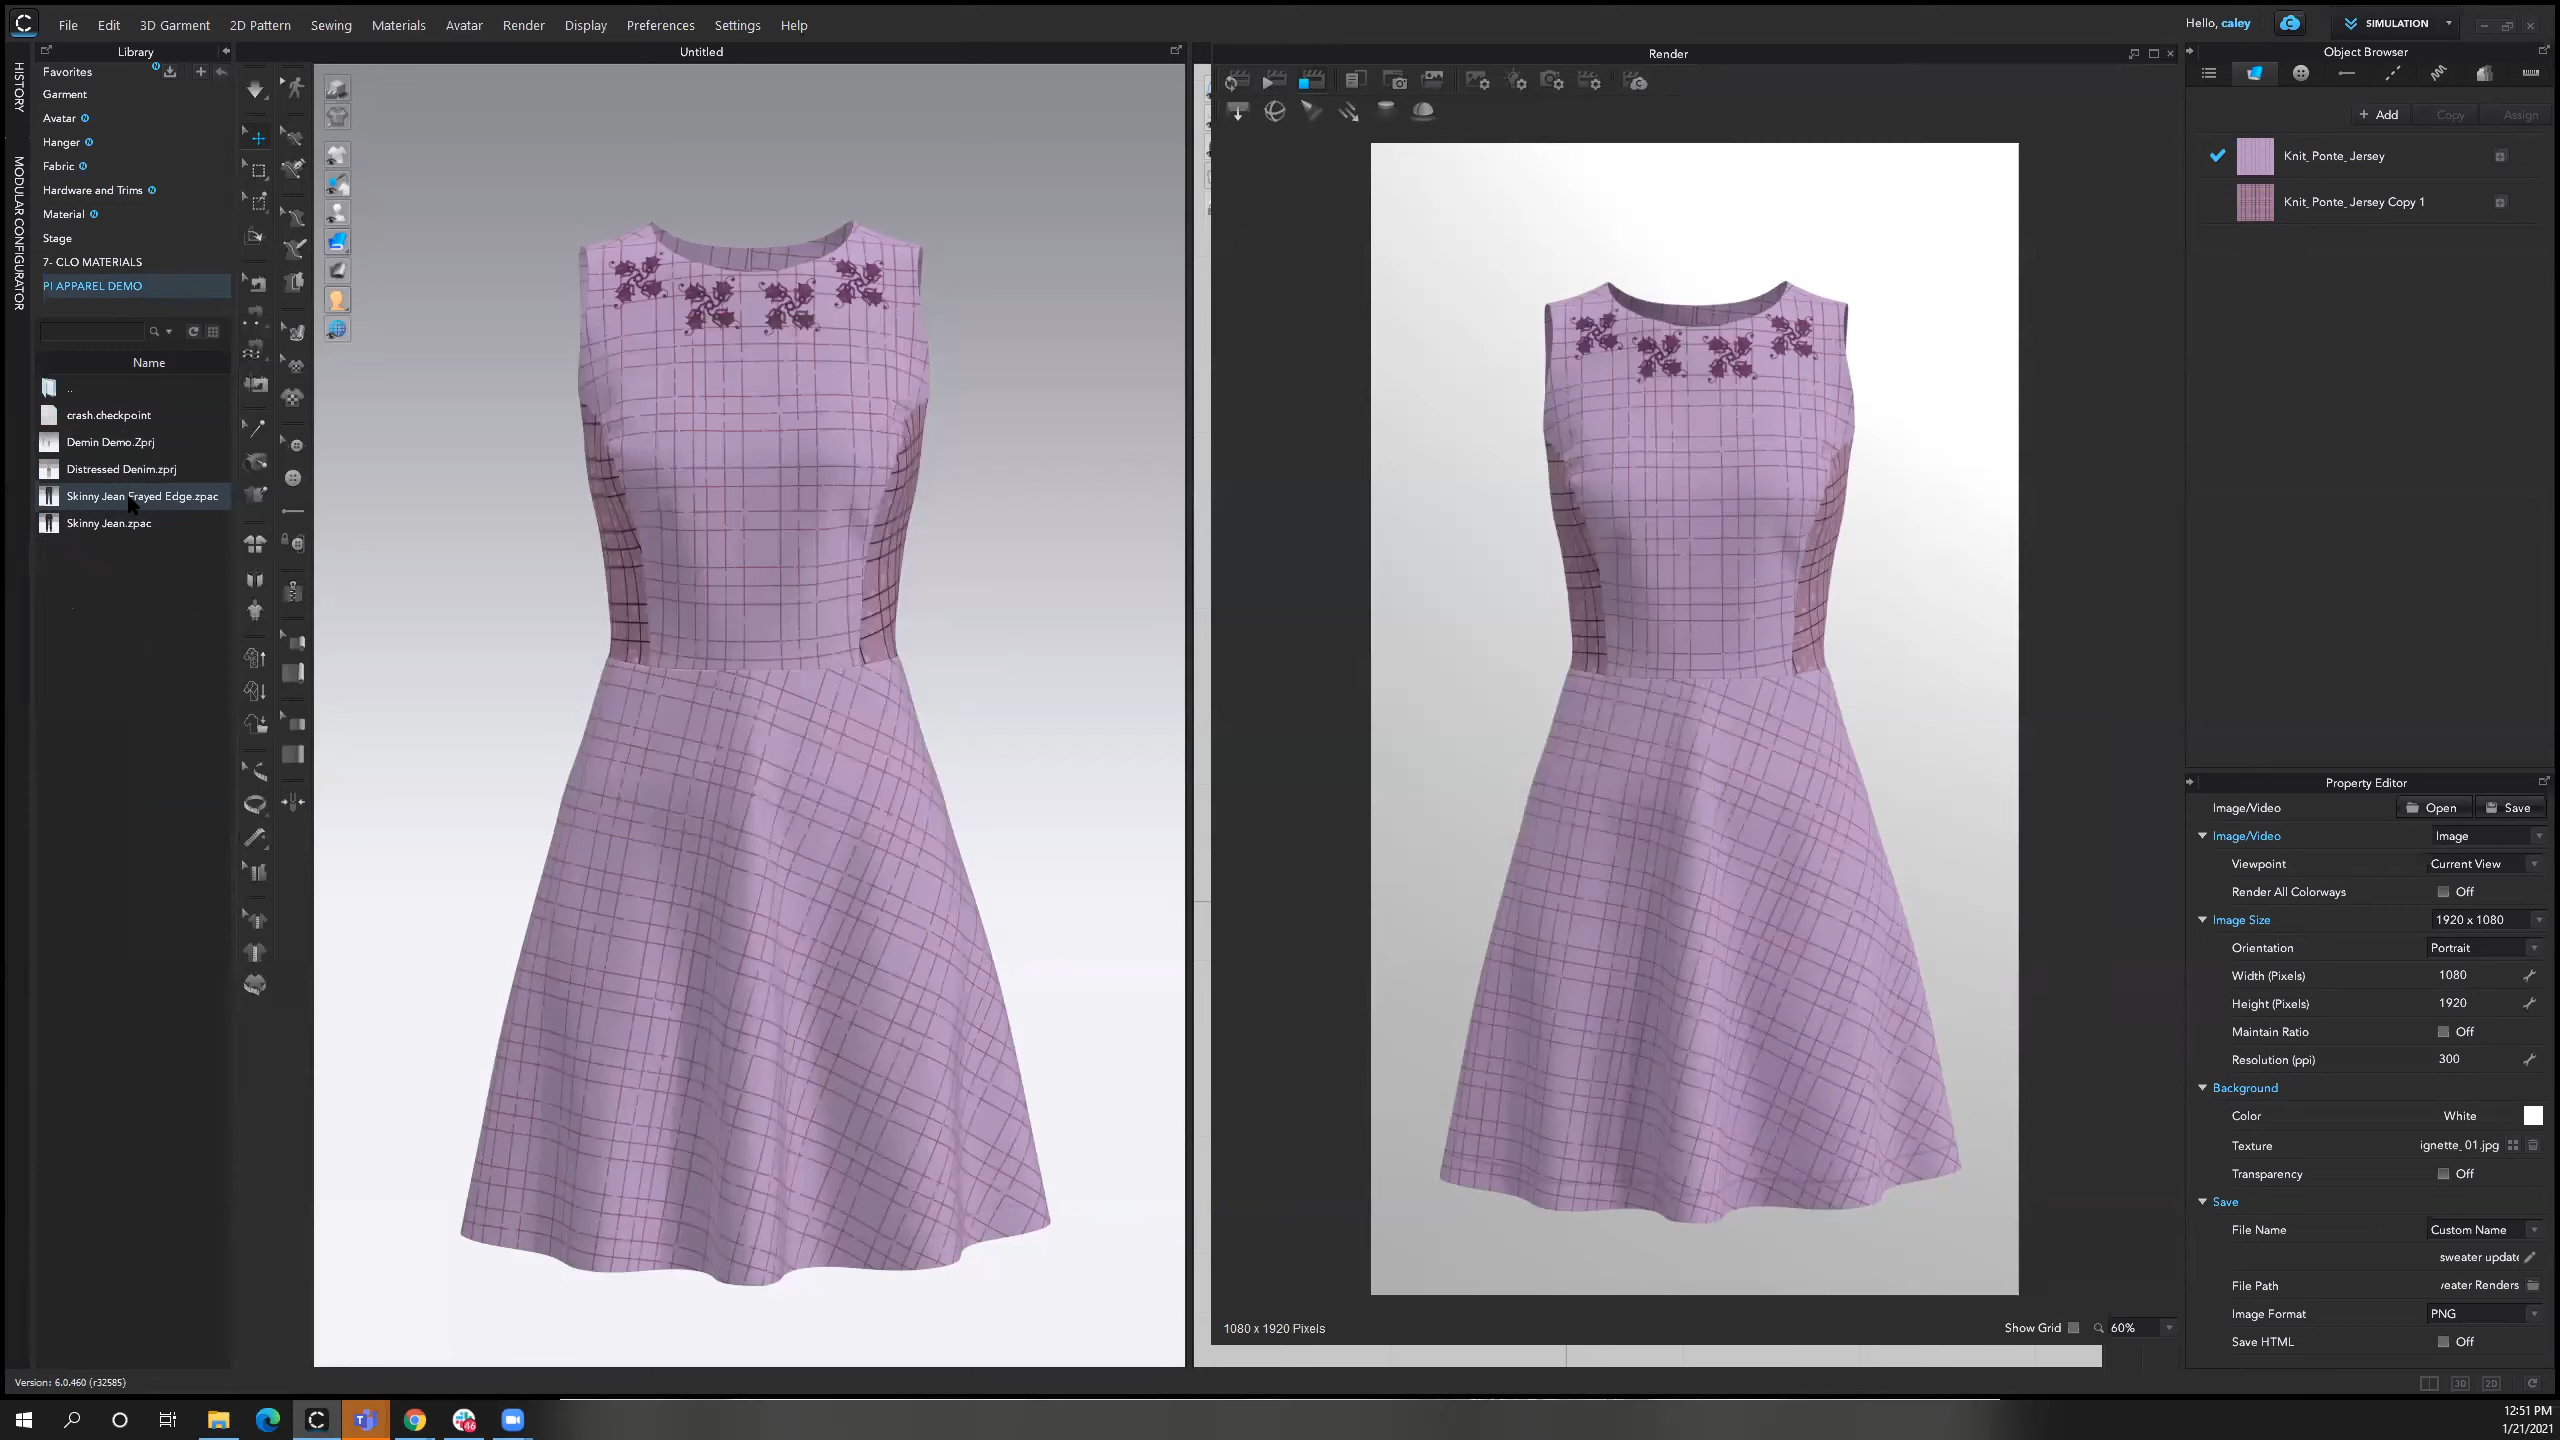 File Edit 3D Garment 2D Pattern Sewing Materials Avatar Render Display Preferences Settings Help
Hello, caley
SIMULATION
HISTORY
MODULAR CONFIGURATOR
Library
Favorites
Garment
Avatar
Hanger
Fabric
Hardware and Trims
Material
Stage
7- CLO MATERIALS
PI APPAREL DEMO
Name
..
crash.checkpoint
Demin Demo.Zprj
Distressed Denim.zprj
Skinny Jean Frayed Edge.zpac
Skinny Jean.zpac
Version: 6.0.460 (r32585)
Untitled
Render
1080 x 1920 Pixels
Show Grid
60%
Object Browser
+ Add Copy Assign
Knit_Ponte_Jersey
Knit_Ponte_Jersey Copy 1
Property Editor
Image/Video Open Save
Image/Video Image
Viewpoint Current View
Render All Colorways Off
Image Size 1920 x 1080
Orientation Portrait
Width (Pixels) 1080
Height (Pixels) 1920
Maintain Ratio Off
Resolution (ppi) 300
Background
Color White
Texture ignette_01.jpg
Transparency Off
Save
File Name Custom Name
sweater update
File Path eater Renders
Image Format PNG
Save HTML Off
3D 2D
46
12:51 PM
1/21/2021